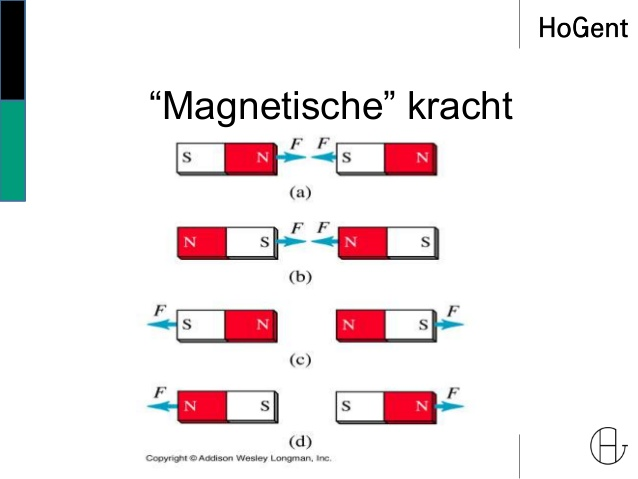 HoGent
“Magnetische” kracht
S N F F S N
(a)
N S F F N S
(b)
F S N N S F
(c)
F N S S N F
(d)
Copyright © Addison Wesley Longman, Inc.